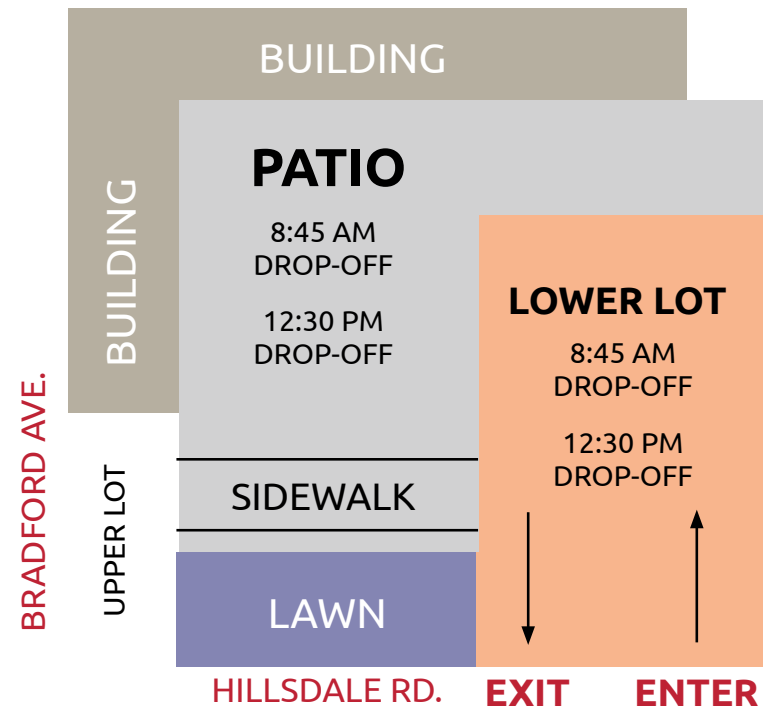 BUILDING
BUILDING
PATIO
8:45 AM
DROP-OFF
12:30 PM
DROP-OFF
LOWER LOT
8:45 AM
DROP-OFF
12:30 PM
DROP-OFF
BRADFORD AVE.
UPPER LOT
SIDEWALK
LAWN
HILLSDALE RD.
EXIT
ENTER